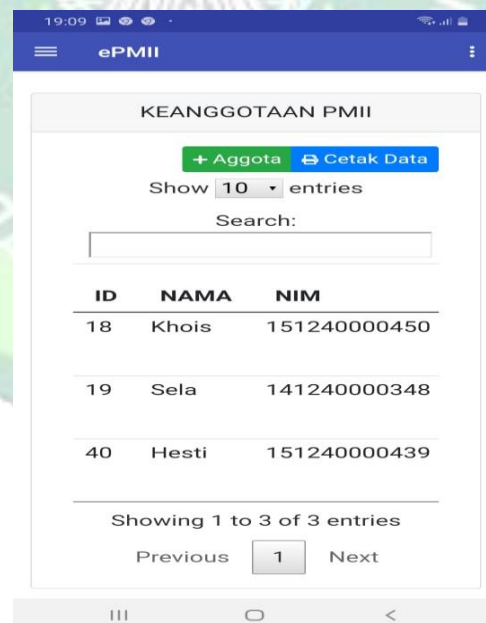 19:09
ePMII
KEANGGOTAAN PMII
+ Aggota Cetak Data
Show 10 entries
Search:
ID NAMA NIM
18 Khois 151240000450
19 Sela 141240000348
40 Hesti 151240000439
Showing 1 to 3 of 3 entries
Previous 1 Next